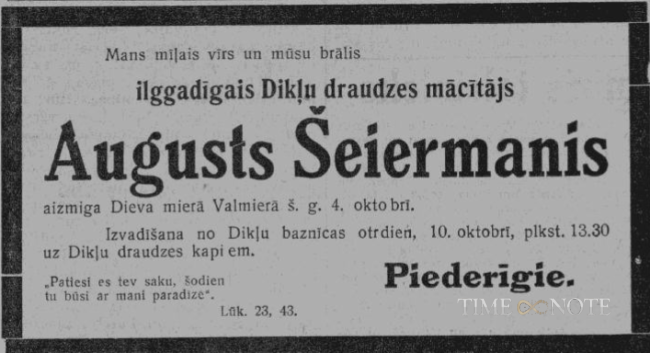 Mans mīļais vīrs un mūsu brālis
ilggadīgais Dikļu draudzes mācītājs
Augusts Šeiermanis
aizmiga Dieva mierā Valmierā š. g. 4. oktobrī.
Izvadīšana no Dikļu baznīcas otrdien, 10. oktobrī, plkst. 13.30
uz Dikļu draudzes kapiem.
„Patiesi es tev saku, šodien
tu būsi ar mani paradīzē“.
Lūk. 23, 43.
Piederīgie.
TIMENOTE